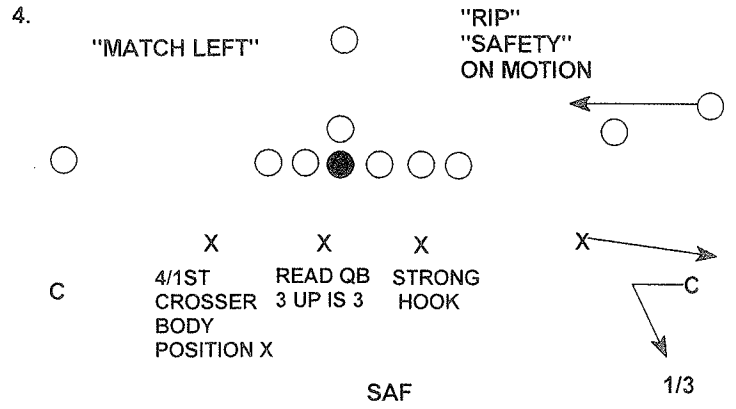 4.
"MATCH LEFT"
"RIP"
"SAFETY"
ON MOTION
X
X
X
X
C
4/1ST
CROSSER
BODY
POSITION X
READ QB
3 UP IS 3
STRONG
HOOK
C
SAF
1/3